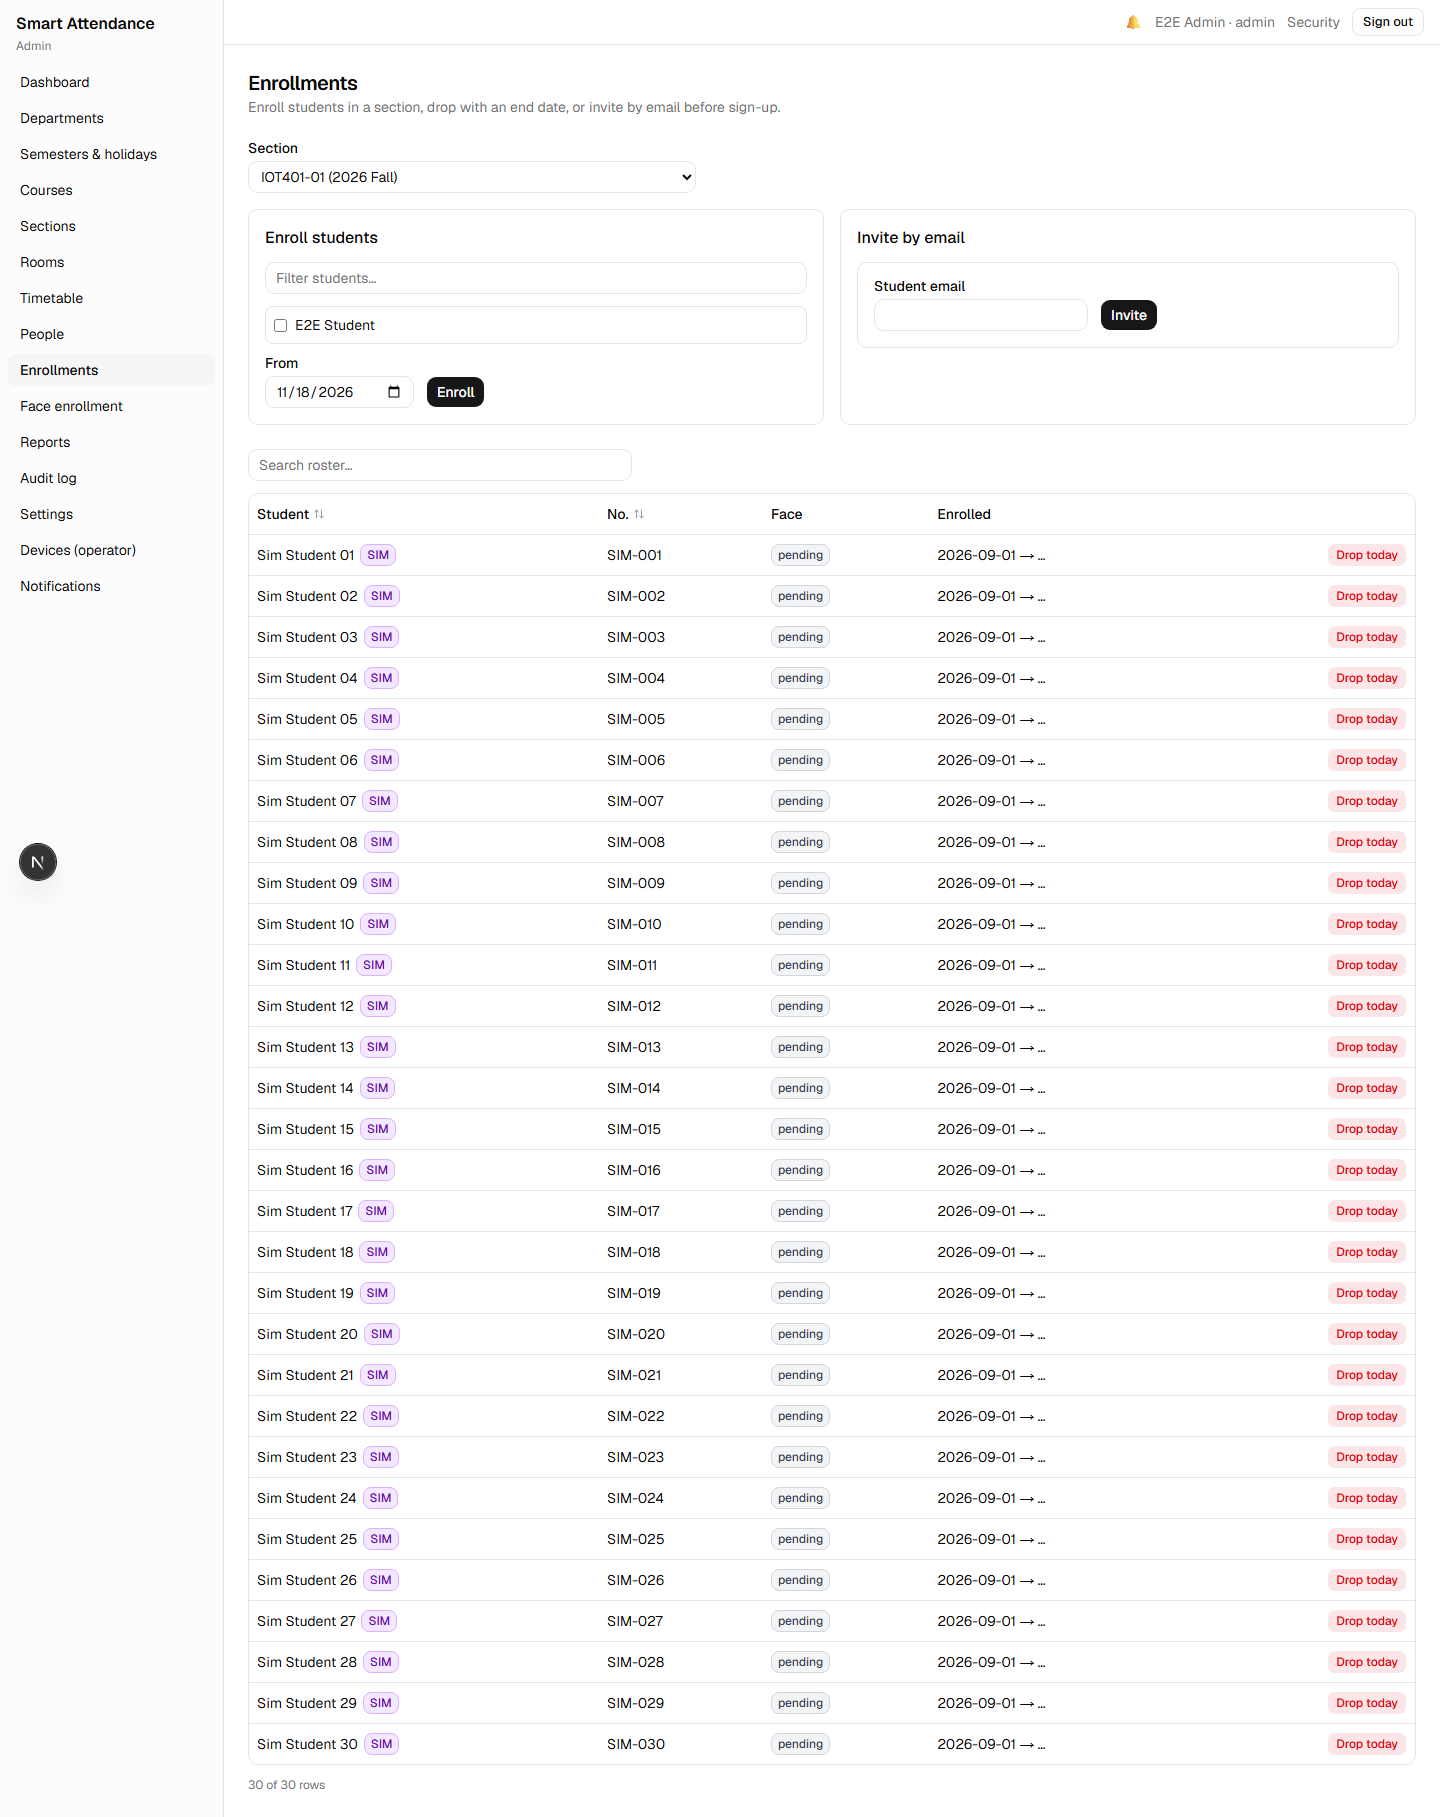 Smart Attendance
Admin
Dashboard
Departments
Semesters & holidays
Courses
Sections
Rooms
Timetable
People
Enrollments
Face enrollment
Reports
Audit log
Settings
Devices (operator)
Notifications
N
E2E Admin · admin Security Sign out
Enrollments
Enroll students in a section, drop with an end date, or invite by email before sign-up.
Section
IOT401-01 (2026 Fall)
Enroll students
Filter students…
E2E Student
From
11/18/2026 Enroll
Invite by email
Student email
Invite
Search roster…
Student ↑↓ No. ↑↓ Face Enrolled
Sim Student 01 SIM SIM-001 pending 2026-09-01 → … Drop today
Sim Student 02 SIM SIM-002 pending 2026-09-01 → … Drop today
Sim Student 03 SIM SIM-003 pending 2026-09-01 → … Drop today
Sim Student 04 SIM SIM-004 pending 2026-09-01 → … Drop today
Sim Student 05 SIM SIM-005 pending 2026-09-01 → … Drop today
Sim Student 06 SIM SIM-006 pending 2026-09-01 → … Drop today
Sim Student 07 SIM SIM-007 pending 2026-09-01 → … Drop today
Sim Student 08 SIM SIM-008 pending 2026-09-01 → … Drop today
Sim Student 09 SIM SIM-009 pending 2026-09-01 → … Drop today
Sim Student 10 SIM SIM-010 pending 2026-09-01 → … Drop today
Sim Student 11 SIM SIM-011 pending 2026-09-01 → … Drop today
Sim Student 12 SIM SIM-012 pending 2026-09-01 → … Drop today
Sim Student 13 SIM SIM-013 pending 2026-09-01 → … Drop today
Sim Student 14 SIM SIM-014 pending 2026-09-01 → … Drop today
Sim Student 15 SIM SIM-015 pending 2026-09-01 → … Drop today
Sim Student 16 SIM SIM-016 pending 2026-09-01 → … Drop today
Sim Student 17 SIM SIM-017 pending 2026-09-01 → … Drop today
Sim Student 18 SIM SIM-018 pending 2026-09-01 → … Drop today
Sim Student 19 SIM SIM-019 pending 2026-09-01 → … Drop today
Sim Student 20 SIM SIM-020 pending 2026-09-01 → … Drop today
Sim Student 21 SIM SIM-021 pending 2026-09-01 → … Drop today
Sim Student 22 SIM SIM-022 pending 2026-09-01 → … Drop today
Sim Student 23 SIM SIM-023 pending 2026-09-01 → … Drop today
Sim Student 24 SIM SIM-024 pending 2026-09-01 → … Drop today
Sim Student 25 SIM SIM-025 pending 2026-09-01 → … Drop today
Sim Student 26 SIM SIM-026 pending 2026-09-01 → … Drop today
Sim Student 27 SIM SIM-027 pending 2026-09-01 → … Drop today
Sim Student 28 SIM SIM-028 pending 2026-09-01 → … Drop today
Sim Student 29 SIM SIM-029 pending 2026-09-01 → … Drop today
Sim Student 30 SIM SIM-030 pending 2026-09-01 → … Drop today
30 of 30 rows